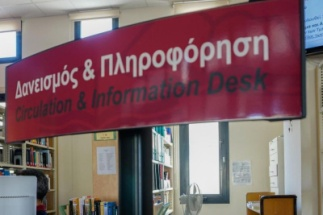 Δανεισμός & Πληροφόρηση
Circulation & Information Desk